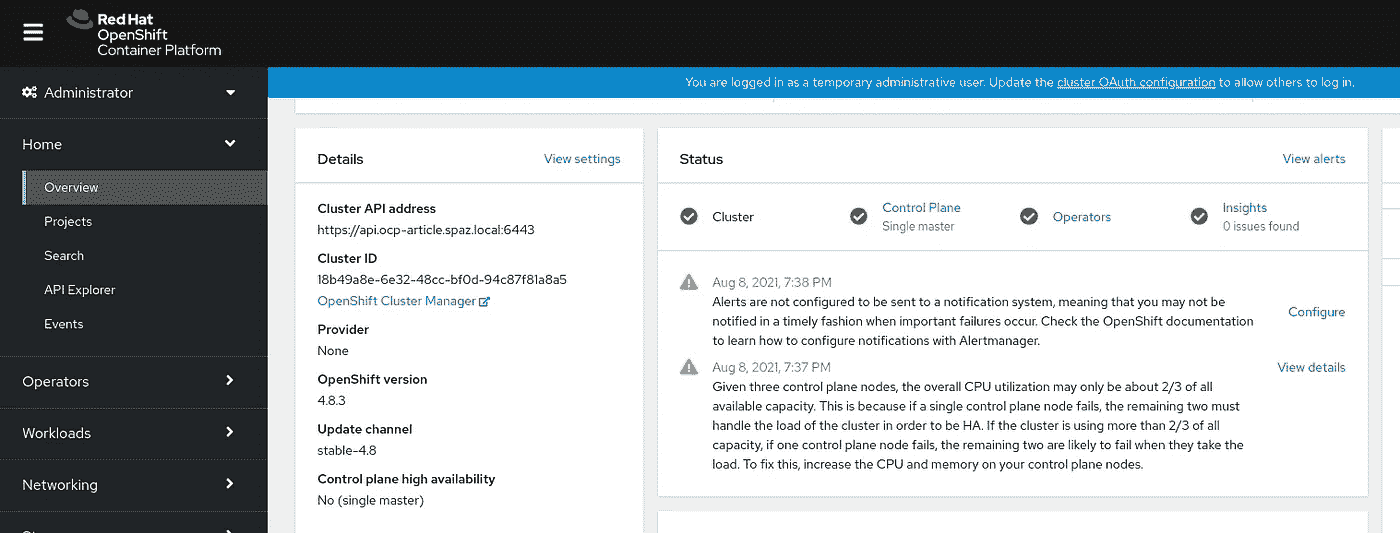 Red Hat
OpenShift
Container Platform
You are logged in as a temporary administrative user. Update the cluster OAuth configuration to allow others to log in.
Administrator
Home
Overview
Projects
Search
API Explorer
Events
Operators
Workloads
Networking
Details
View settings
Cluster API address
https://api.ocp-article.spaz.local:6443
Cluster ID
18b49a8e-6e32-48cc-bf0d-94c87f81a8a5
OpenShift Cluster Manager
Provider
None
OpenShift version
4.8.3
Update channel
stable-4.8
Control plane high availability
No (single master)
Status
View alerts
Cluster
Control Plane
Single master
Operators
Insights
0 issues found
Aug 8, 2021, 7:38 PM
Alerts are not configured to be sent to a notification system, meaning that you may not be
notified in a timely fashion when important failures occur. Check the OpenShift documentation
to learn how to configure notifications with Alertmanager.
Configure
Aug 8, 2021, 7:37 PM
View details
Given three control plane nodes, the overall CPU utilization may only be about 2/3 of all
available capacity. This is because if a single control plane node fails, the remaining two must
handle the load of the cluster in order to be HA. If the cluster is using more than 2/3 of all
capacity, if one control plane node fails, the remaining two are likely to fail when they take the
load. To fix this, increase the CPU and memory on your control plane nodes.